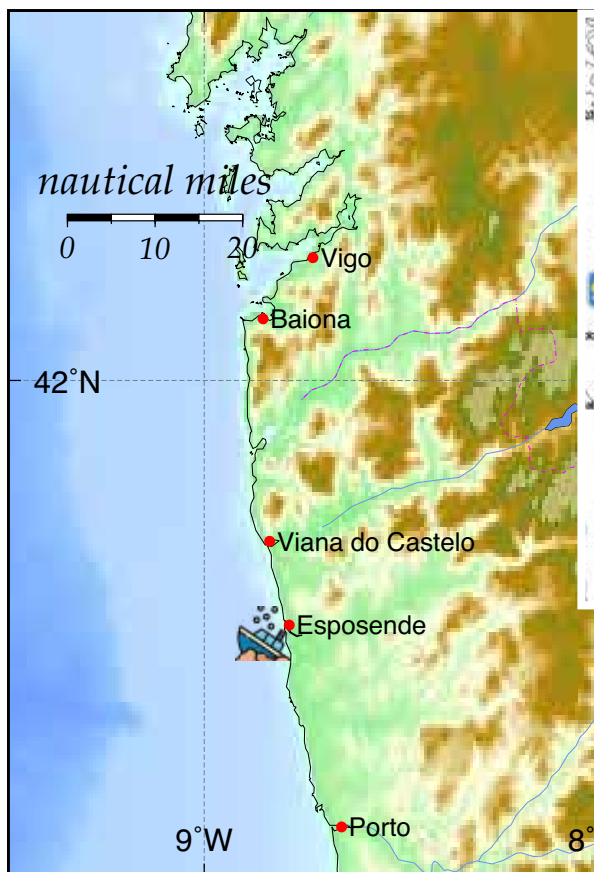 nautical miles
0 10 20
Vigo
Baiona
42°N
Viana do Castelo
Esposende
Porto
9°W
8°